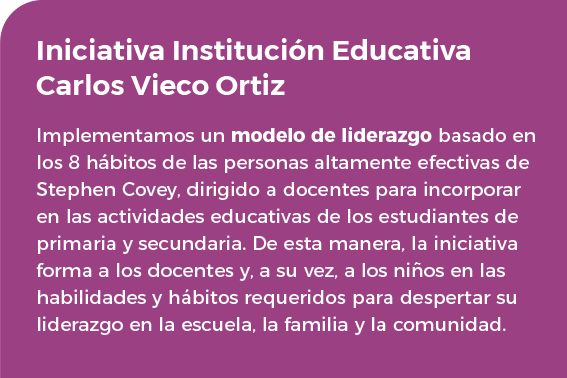 Iniciativa Institución Educativa
Carlos Vieco Ortiz
Implementamos un modelo de liderazgo basado en
los 8 hábitos de las personas altamente efectivas de
Stephen Covey, dirigido a docentes para incorporar
en las actividades educativas de los estudiantes de
primaria y secundaria. De esta manera, la iniciativa
forma a los docentes y, a su vez, a los niños en las
habilidades y hábitos requeridos para despertar su
liderazgo en la escuela, la familia y la comunidad.